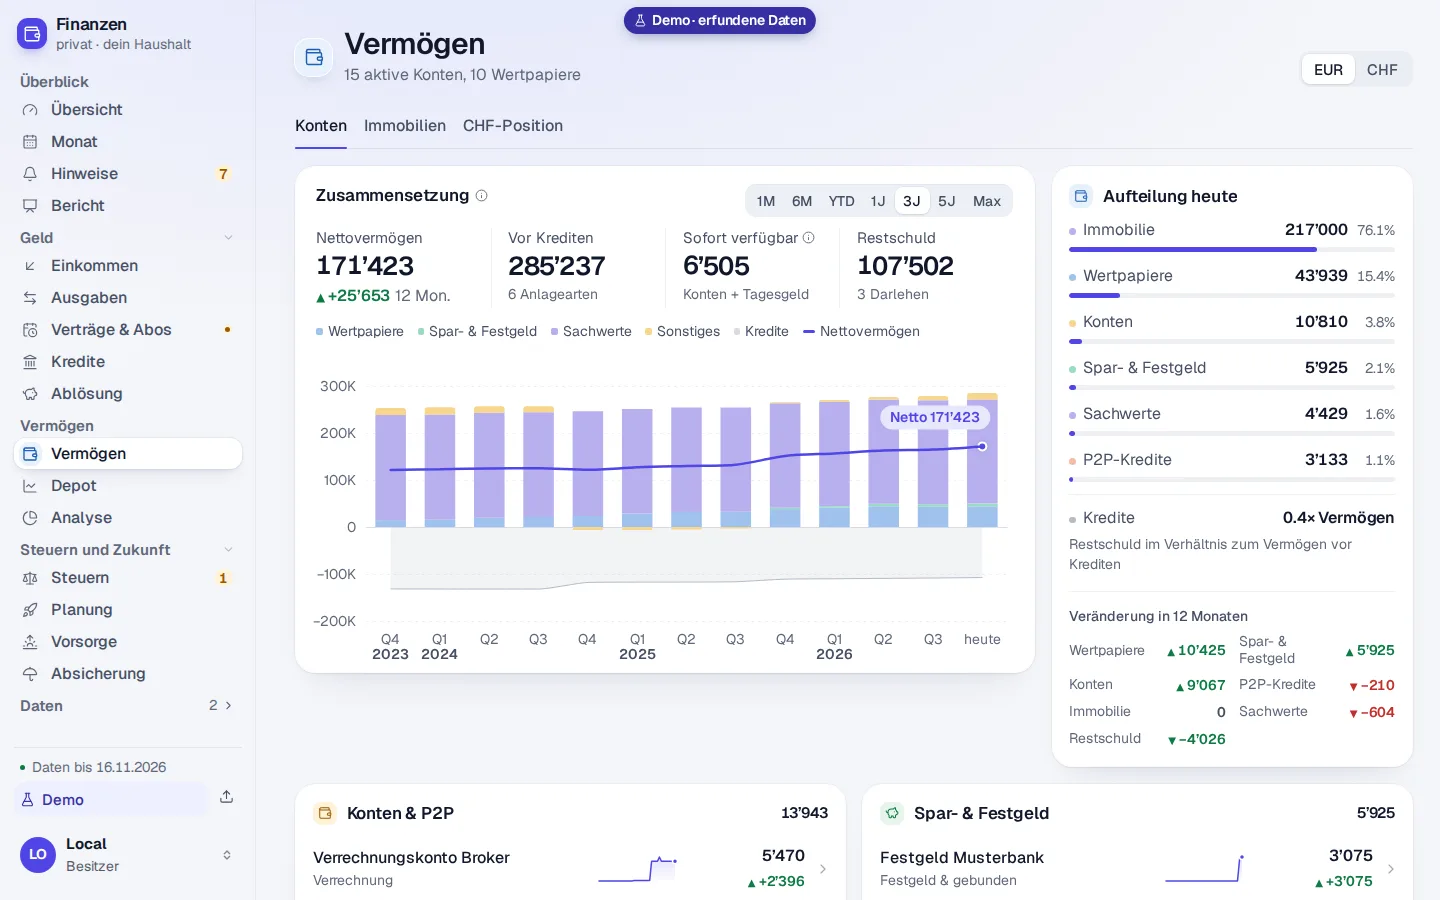 Finanzen
privat · dein Haushalt
Überblick
Übersicht
Monat
Hinweise 7
Bericht
Geld
Einkommen
Ausgaben
Verträge & Abos
Kredite
Ablösung
Vermögen
Vermögen
Depot
Analyse
Steuern und Zukunft
Steuern 1
Planung
Vorsorge
Absicherung
Daten 2
Daten bis 16.11.2026
Demo
LO
Local
Besitzer
Demo · erfundene Daten
Vermögen
15 aktive Konten, 10 Wertpapiere
EUR CHF
Konten Immobilien CHF-Position
Zusammensetzung
1M 6M YTD 1J 3J 5J Max
Nettovermögen Vor Krediten Sofort verfügbar Restschuld
171’423 285’237 6’505 107’502
▲ +25’653 12 Mon. 6 Anlagearten Konten + Tagesgeld 3 Darlehen
Wertpapiere Spar- & Festgeld Sachwerte Sonstiges Kredite Nettovermögen
300K
200K
100K
0
−100K
−200K
Netto 171’423
Q4 Q1 Q2 Q3 Q4 Q1 Q2 Q3 Q4 Q1 Q2 Q3 heute
2023 2024 2025 2026
Aufteilung heute
Immobilie 217’000 76.1%
Wertpapiere 43’939 15.4%
Konten 10’810 3.8%
Spar- & Festgeld 5’925 2.1%
Sachwerte 4’429 1.6%
P2P-Kredite 3’133 1.1%
Kredite 0.4× Vermögen
Restschuld im Verhältnis zum Vermögen vor
Krediten
Veränderung in 12 Monaten
Wertpapiere ▲ 10’425 Spar- & Festgeld ▲ 5’925
Konten ▲ 9’067 P2P-Kredite ▼ −210
Immobilie 0 Sachwerte ▼ −604
Restschuld ▼ −4’026
Konten & P2P 13’943
Verrechnungskonto Broker 5’470
Verrechnung ▲ +2’396
Spar- & Festgeld 5’925
Festgeld Musterbank 3’075
Festgeld & gebunden ▲ +3’075